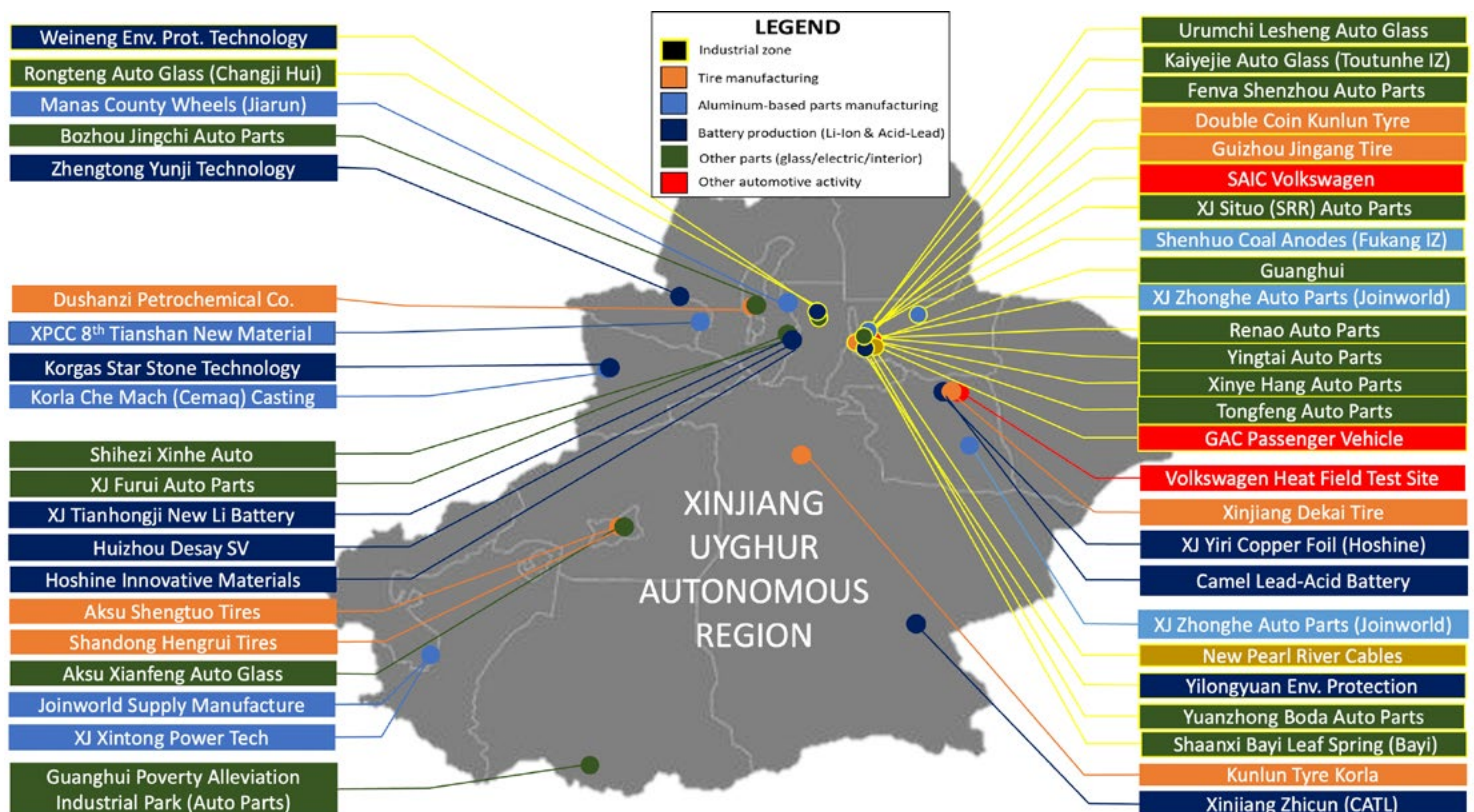 LEGEND
Industrial zone
Tire manufacturing
Aluminum-based parts manufacturing
Battery production (Li-Ion & Acid-Lead)
Other parts (glass/electric/interior)
Other automotive activity
Weineng Env. Prot. Technology
Rongteng Auto Glass (Changji Hui)
Manas County Wheels (Jiarun)
Bozhou Jingchi Auto Parts
Zhengtong Yunji Technology
Dushanzi Petrochemical Co.
XPCC 8th Tianshan New Material
Korgas Star Stone Technology
Korla Che Mach (Cemaq) Casting
Shihezi Xinhe Auto
XJ Furui Auto Parts
XJ Tianhongji New Li Battery
Huizhou Desay SV
Hoshine Innovative Materials
Aksu Shengtuo Tires
Shandong Hengrui Tires
Aksu Xianfeng Auto Glass
Joinworld Supply Manufacture
XJ Xintong Power Tech
Guanghui Poverty Alleviation
Industrial Park (Auto Parts)
XINJIANG
UYGHUR
AUTONOMOUS
REGION
Urumchi Lesheng Auto Glass
Kaiyejie Auto Glass (Toutunhe IZ)
Fenva Shenzhou Auto Parts
Double Coin Kunlun Tyre
Guizhou Jingang Tire
SAIC Volkswagen
XJ Situo (SRR) Auto Parts
Shenhuo Coal Anodes (Fukang IZ)
Guanghui
XJ Zhonghe Auto Parts (Joinworld)
Renao Auto Parts
Yingtai Auto Parts
Xinye Hang Auto Parts
Tongfeng Auto Parts
GAC Passenger Vehicle
Volkswagen Heat Field Test Site
Xinjiang Dekai Tire
XJ Yiri Copper Foil (Hoshine)
Camel Lead-Acid Battery
XJ Zhonghe Auto Parts (Joinworld)
New Pearl River Cables
Yilongyuan Env. Protection
Yuanzhong Boda Auto Parts
Shaanxi Bayi Leaf Spring (Bayi)
Kunlun Tyre Korla
Xinjiang Zhicun (CATL)